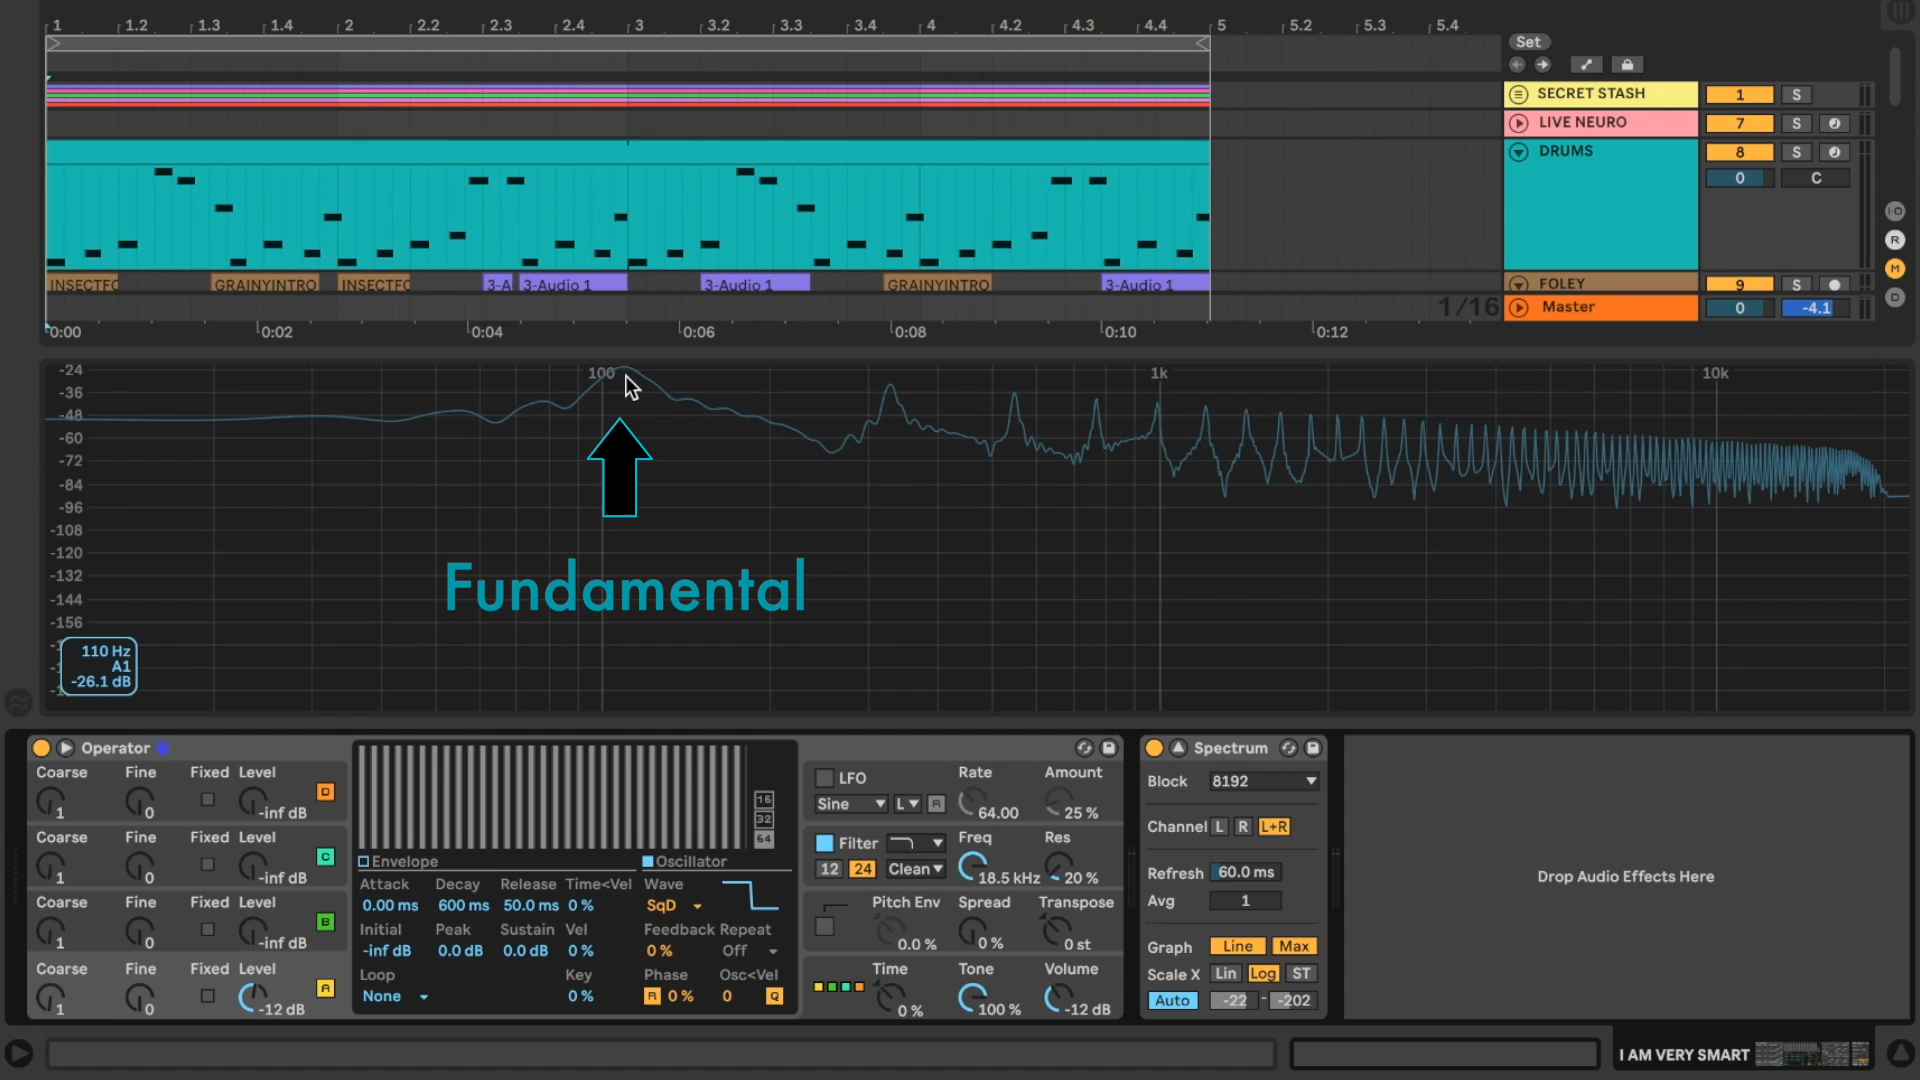 1 1.2 1.3 1.4 2 2.2 2.3 2.4 3 3.2 3.3 3.4 4 4.2 4.3 4.4 5 5.2 5.3 5.4
Set
SECRET STASH 1 S
LIVE NEURO 7 S
DRUMS 8 S
0 C
INSECTFC GRAINYINTRO INSECTFC 3-A 3-Audio 1 3-Audio 1 GRAINYINTRO 3-Audio 1 FOLEY 9 S
1/16 Master 0 -4.1
0:00 0:02 0:04 0:06 0:08 0:10 0:12
I-O
R
M
D
100 1k 10k
-24
-36
-48
-60
-72
-84
-96
-108
-120
-132
-144
-156
Fundamental
110 Hz
A1
-26.1 dB
Operator
Coarse Fine Fixed Level
1 0 -inf dB D
Coarse Fine Fixed Level
1 0 -inf dB C
Coarse Fine Fixed Level
1 0 -inf dB B
Coarse Fine Fixed Level
1 0 -12 dB A
16
32
64
Envelope Oscillator
Attack Decay Release Time<Vel Wave
0.00 ms 600 ms 50.0 ms 0 % SqD
Initial Peak Sustain Vel Feedback Repeat
-inf dB 0.0 dB 0.0 dB 0 % 0 % Off
Loop Key Phase Osc<Vel
None 0 % R 0 % 0 Q
LFO Rate Amount
Sine L R 64.00 25 %
Filter Freq Res
12 24 Clean 18.5 kHz 20 %
Pitch Env Spread Transpose
0.0 % 0 % 0 st
Time Tone Volume
0 % 100 % -12 dB
Spectrum
Block 8192
Channel L R L+R
Refresh 60.0 ms
Avg 1
Graph Line Max
Scale X Lin Log ST
Auto -22 - -202
Drop Audio Effects Here
I AM VERY SMART